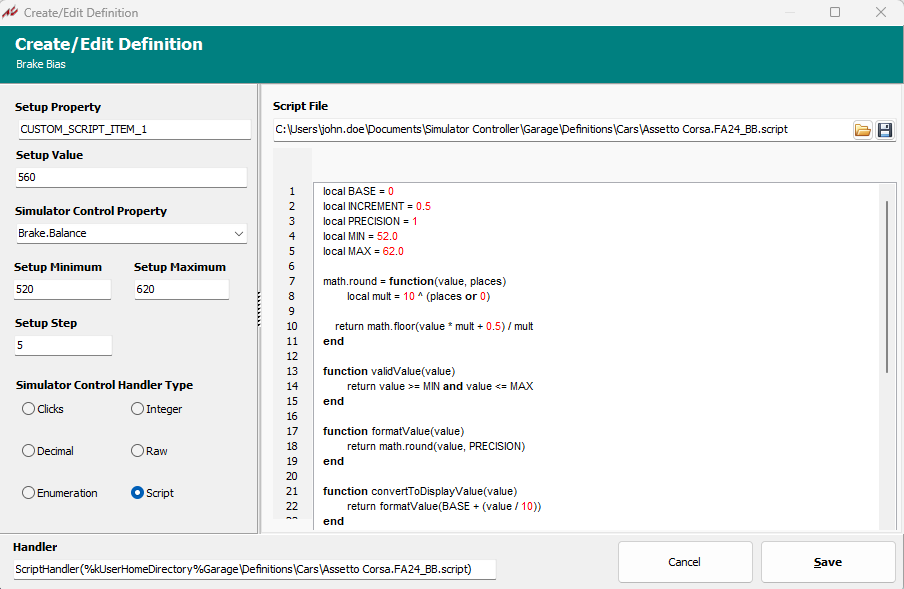 Create/Edit Definition
Create/Edit Definition
Brake Bias
Setup Property
CUSTOM_SCRIPT_ITEM_1
Setup Value
560
Simulator Control Property
Brake.Balance
Setup Minimum Setup Maximum
520 620
Setup Step
5
Simulator Control Handler Type
Clicks Integer
Decimal Raw
Enumeration Script
Script File
C:\Users\john.doe\Documents\Simulator Controller\Garage\Definitions\Cars\Assetto Corsa.FA24_BB.script
1 local BASE = 0
2 local INCREMENT = 0.5
3 local PRECISION = 1
4 local MIN = 52.0
5 local MAX = 62.0
6
7 math.round = function(value, places)
8 local mult = 10 ^ (places or 0)
9
10 return math.floor(value * mult + 0.5) / mult
11 end
12
13 function validValue(value)
14 return value >= MIN and value <= MAX
15 end
16
17 function formatValue(value)
18 return math.round(value, PRECISION)
19 end
20
21 function convertToDisplayValue(value)
22 return formatValue(BASE + (value / 10))
end
Handler
ScriptHandler(%kUserHomeDirectory%Garage\Definitions\Cars\Assetto Corsa.FA24_BB.script)
Cancel Save